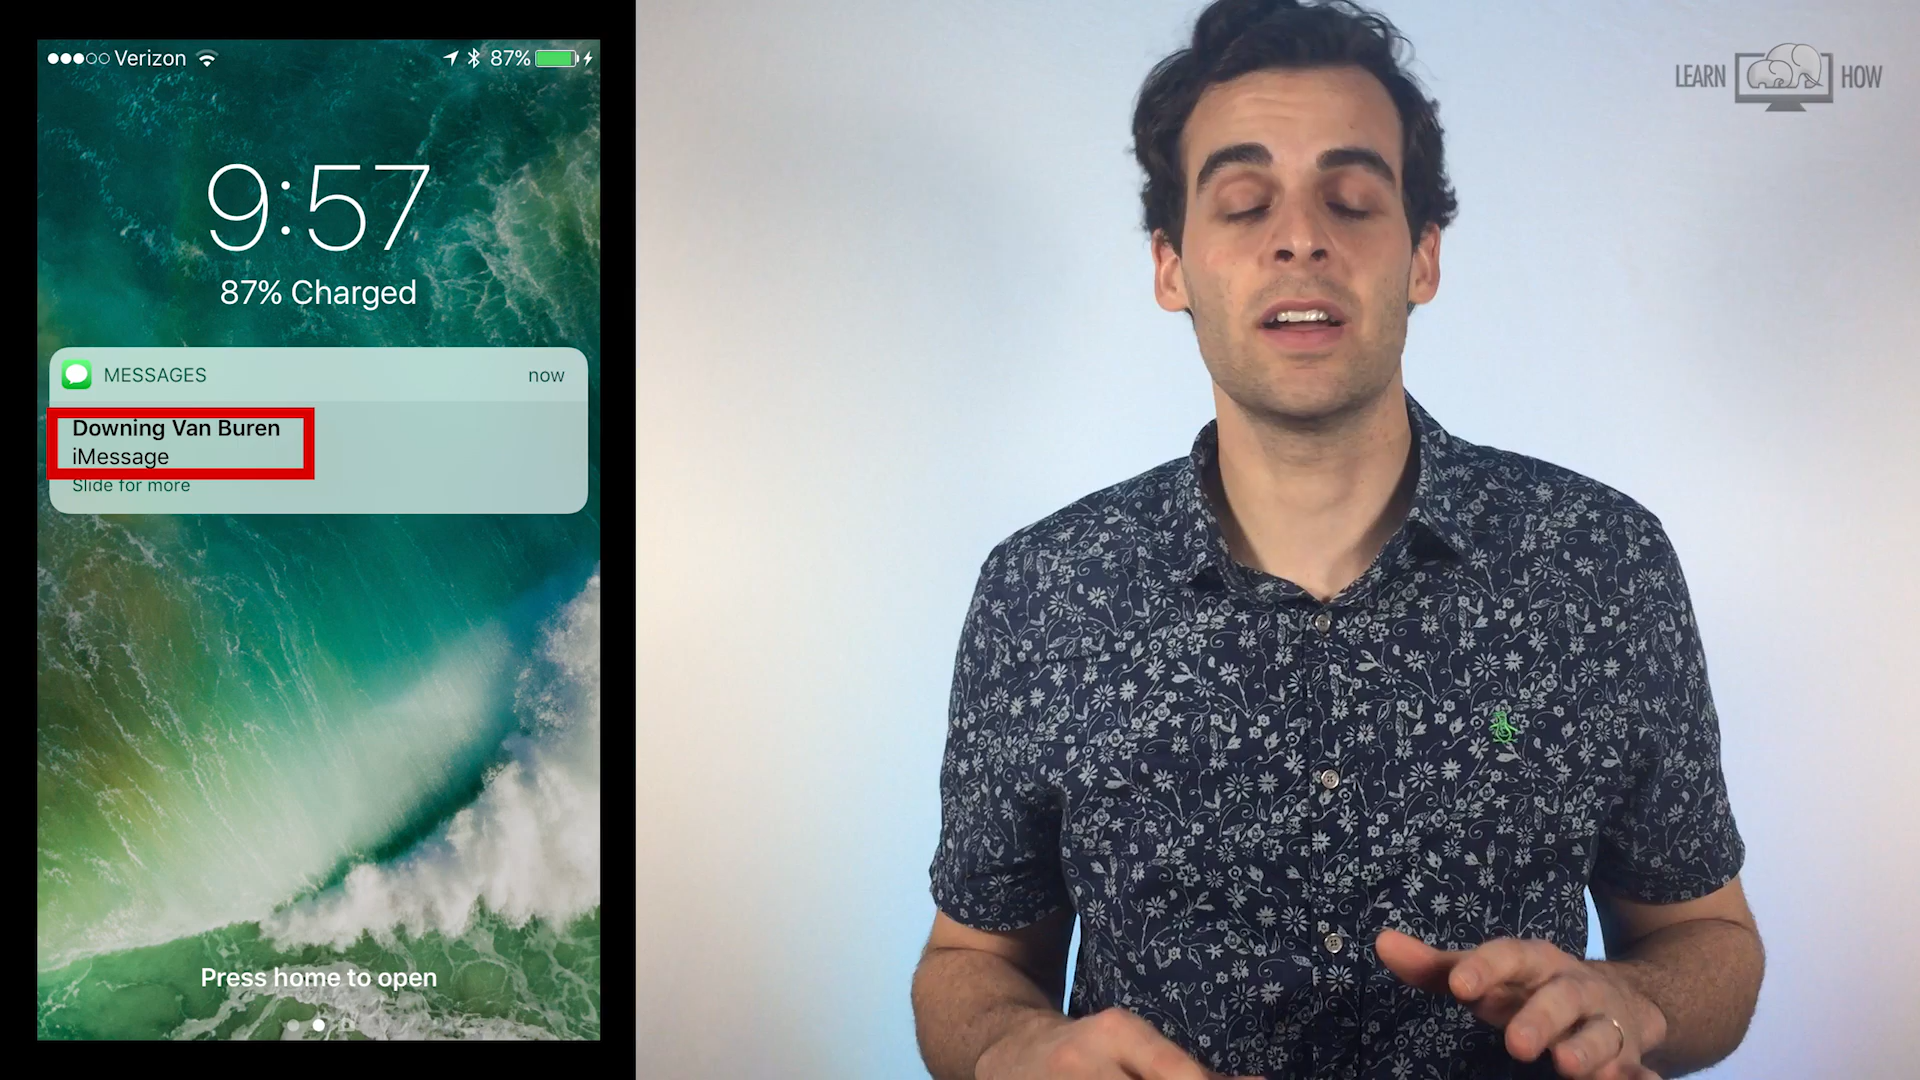 Verizon 87%
9:57
87% Charged
MESSAGES now
Downing Van Buren
iMessage
Slide for more
Press home to open
LEARN HOW